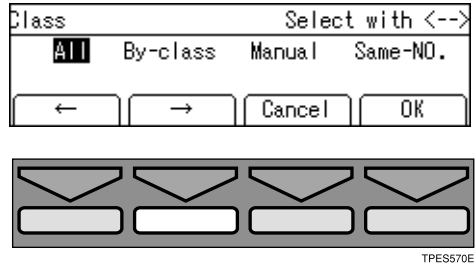 Class Select with <-->
All By-class Manual Same-NO.
← → Cancel OK
TPES570E